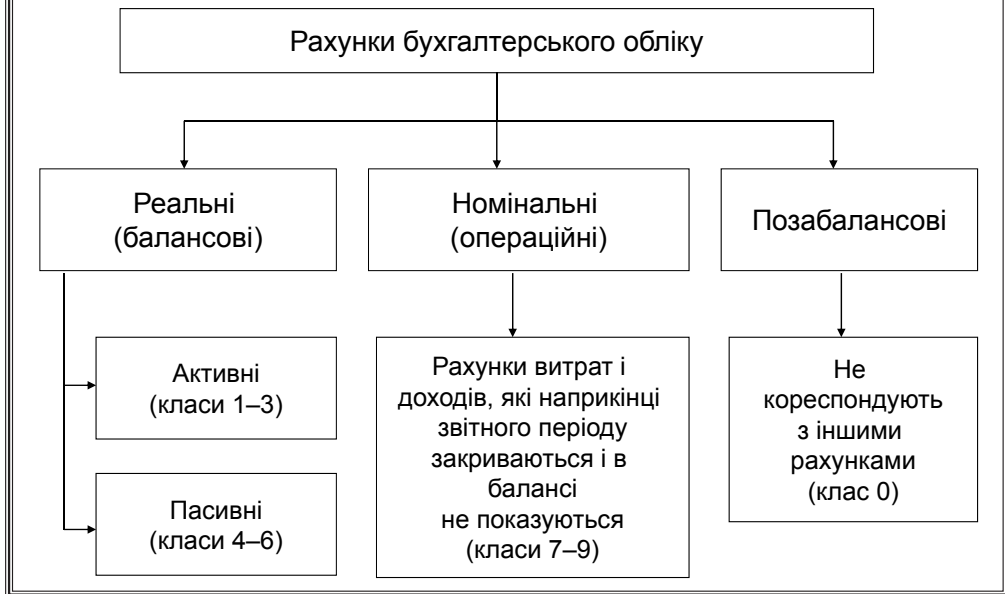 Рахунки бухгалтерського обліку
Реальні
(балансові)
Номінальні
(операційні)
Позабалансові
Активні
(класи 1–3)
Пасивні
(класи 4–6)
Рахунки витрат і
доходів, які наприкінці
звітного періоду
закриваються і в
балансі
не показуються
(класи 7–9)
Не
кореспондують
з іншими
рахунками
(клас 0)